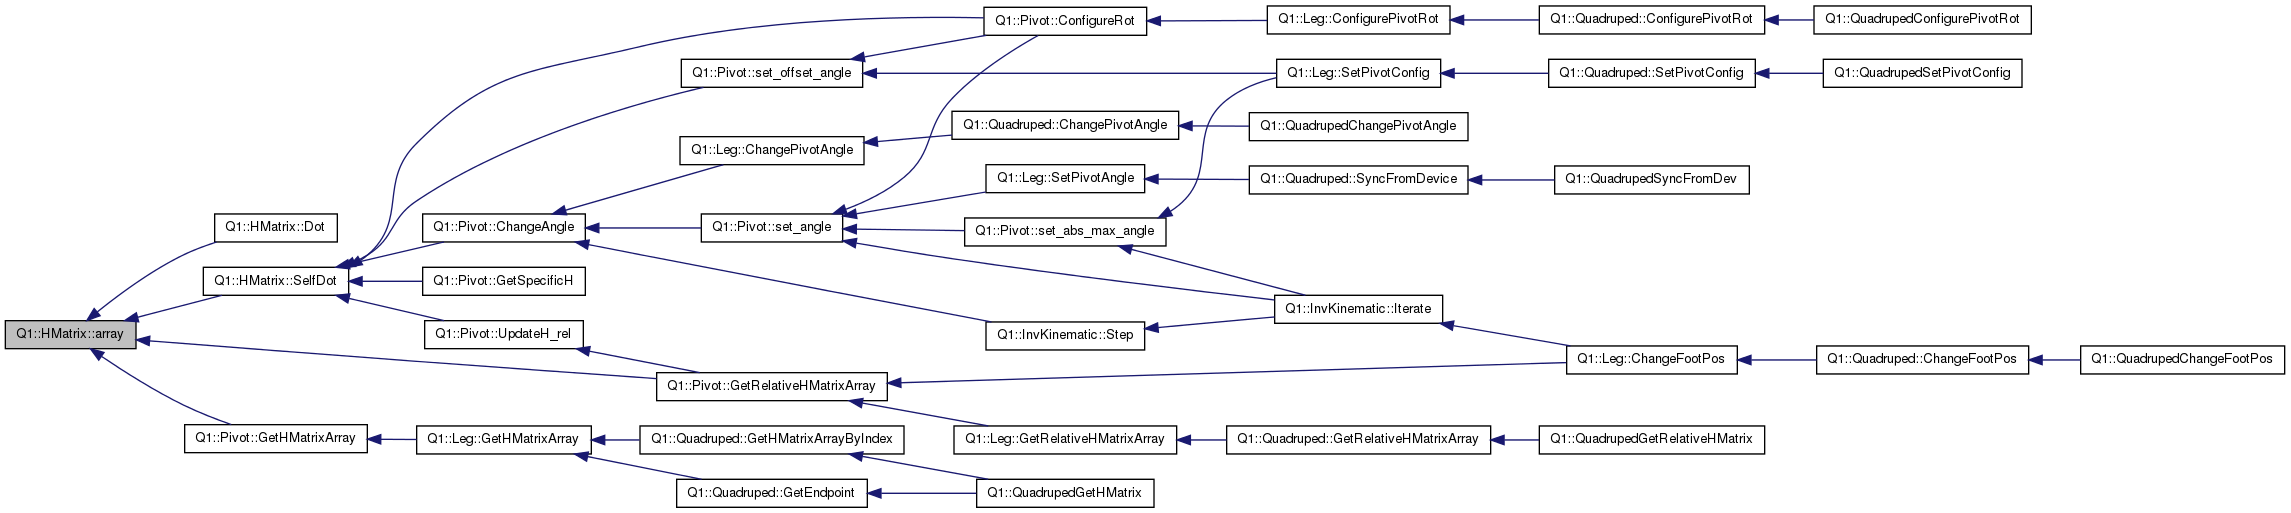 Q1::Pivot::ConfigureRot
Q1::Leg::ConfigurePivotRot
Q1::Quadruped::ConfigurePivotRot
Q1::QuadrupedConfigurePivotRot
Q1::Pivot::set_offset_angle
Q1::Leg::SetPivotConfig
Q1::Quadruped::SetPivotConfig
Q1::QuadrupedSetPivotConfig
Q1::Quadruped::ChangePivotAngle
Q1::QuadrupedChangePivotAngle
Q1::Leg::ChangePivotAngle
Q1::Leg::SetPivotAngle
Q1::Quadruped::SyncFromDevice
Q1::QuadrupedSyncFromDev
Q1::HMatrix::Dot
Q1::Pivot::ChangeAngle
Q1::Pivot::set_angle
Q1::Pivot::set_abs_max_angle
Q1::HMatrix::SelfDot
Q1::Pivot::GetSpecificH
Q1::InvKinematic::Iterate
Q1::HMatrix::array
Q1::Pivot::UpdateH_rel
Q1::InvKinematic::Step
Q1::Leg::ChangeFootPos
Q1::Quadruped::ChangeFootPos
Q1::QuadrupedChangeFootPos
Q1::Pivot::GetRelativeHMatrixArray
Q1::Pivot::GetHMatrixArray
Q1::Leg::GetHMatrixArray
Q1::Quadruped::GetHMatrixArrayByIndex
Q1::Leg::GetRelativeHMatrixArray
Q1::Quadruped::GetRelativeHMatrixArray
Q1::QuadrupedGetRelativeHMatrix
Q1::Quadruped::GetEndpoint
Q1::QuadrupedGetHMatrix